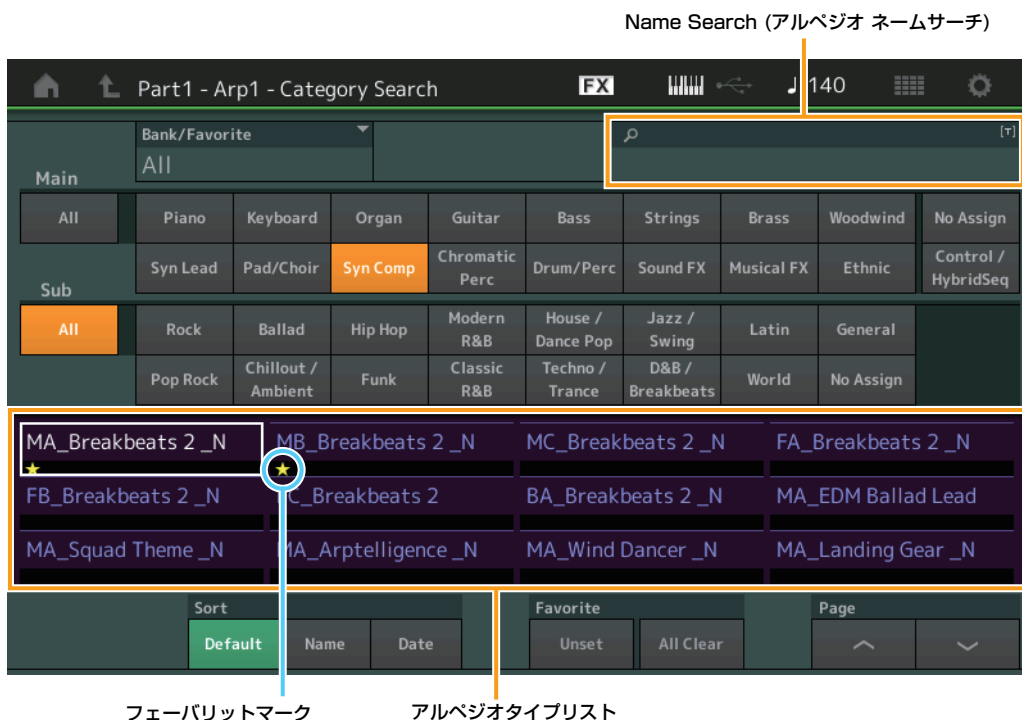 Name Search (アルペジオ ネームサーチ)
Part1 - Arp1 - Category Search
FX
140
Bank/Favorite
All
[T]
Main
All Piano Keyboard Organ Guitar Bass Strings Brass Woodwind No Assign
Syn Lead Pad/Choir Syn Comp Chromatic Perc Drum/Perc Sound FX Musical FX Ethnic Control / HybridSeq
Sub
All Rock Ballad Hip Hop Modern R&B House / Dance Pop Jazz / Swing Latin General
Pop Rock Chillout / Ambient Funk Classic R&B Techno / Trance D&B / Breakbeats World No Assign
MA_Breakbeats 2 _N MB_Breakbeats 2 _N MC_Breakbeats 2 _N FA_Breakbeats 2 _N
FB_Breakbeats 2 _N C_Breakbeats 2 BA_Breakbeats 2 _N MA_EDM Ballad Lead
MA_Squad Theme _N MA_Arptelligence _N MA_Wind Dancer _N MA_Landing Gear _N
Sort Favorite Page
Default Name Date Unset All Clear
フェーバリットマーク アルペジオタイプリスト